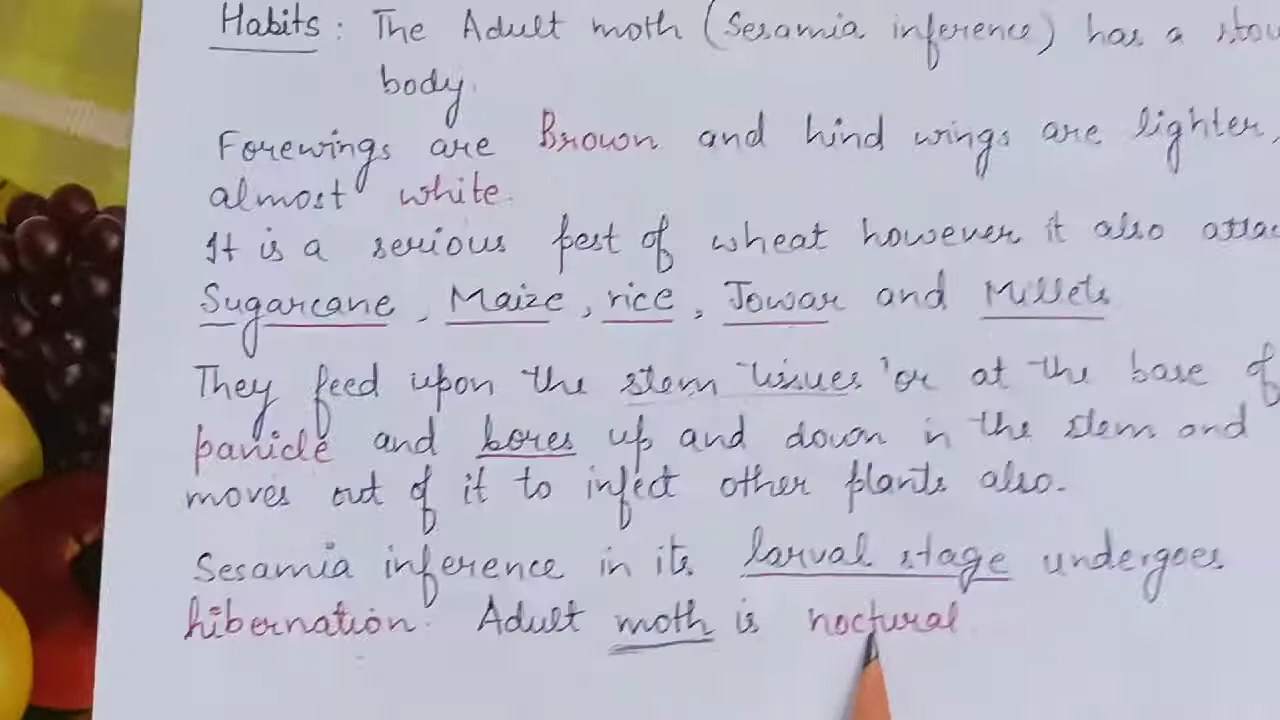 Habits: The Adult moth (Sesamia inference) has a stou
body.
Forewings are Brown and hind wings are lighter,
almost white.
It is a serious pest of wheat however it also attac
Sugarcane, Maize, rice, Jowar and Millets
They feed upon the stem tissues or at the base of
panicle and bores up and down in the stem and
moves out of it to infect other plants also.
Sesamia inference in its larval stage undergoes
hibernation. Adult moth is noctural.